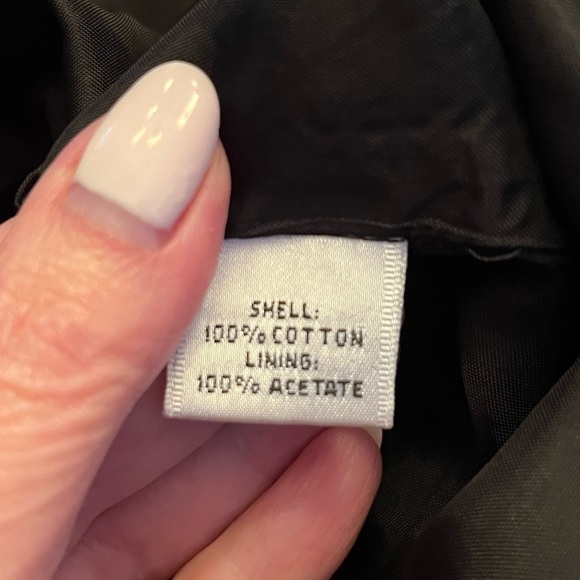 SHELL:
100% COTTON
LINING:
100% ACETATE